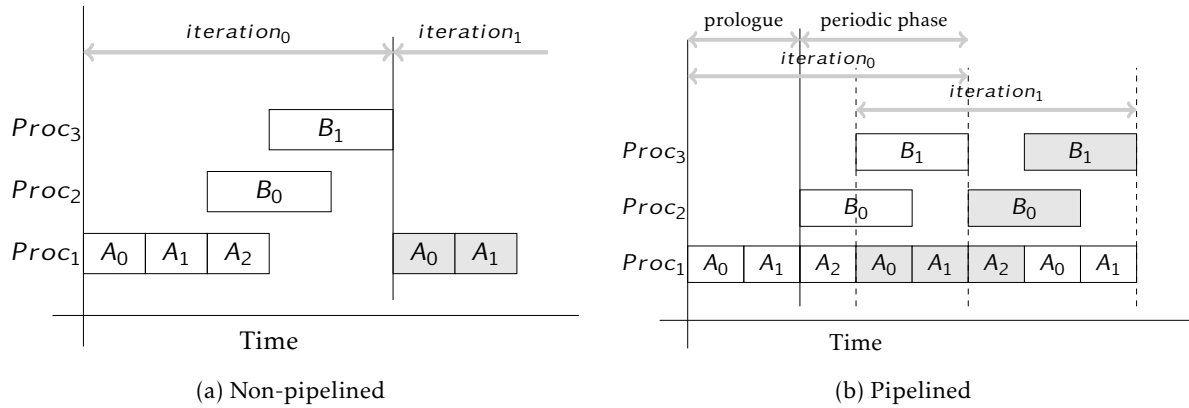 iteration₀ iteration₁
Proc₃ B₁
Proc₂ B₀
Proc₁ A₀ A₁ A₂ A₀ A₁
Time
(a) Non-pipelined
prologue periodic phase
iteration₀
iteration₁
Proc₃ B₁ B₁
Proc₂ B₀ B₀
Proc₁ A₀ A₁ A₂ A₀ A₁ A₂ A₀ A₁
Time
(b) Pipelined